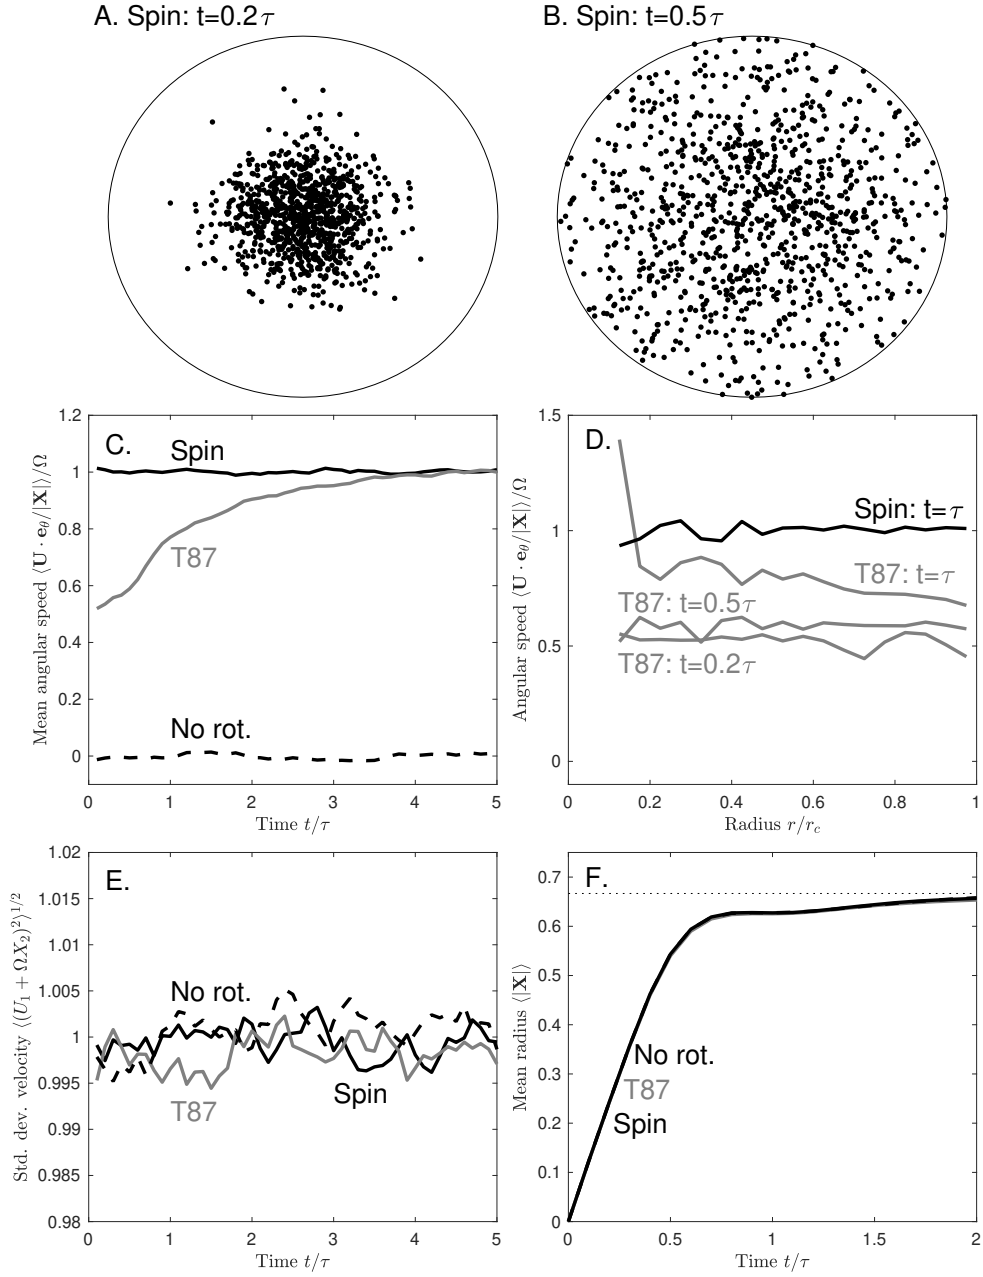 A. Spin: t=0.2τ
B. Spin: t=0.5τ
C.
Spin
T87
No rot.
Mean angular speed ⟨U · e_θ/|X|⟩/Ω
1.2
1
0.8
0.6
0.4
0.2
0
0 1 2 3 4 5
Time t/τ
D.
Spin: t=τ
T87: t=τ
T87: t=0.5τ
T87: t=0.2τ
Angular speed ⟨U · e_θ/|X|⟩/Ω
1.5
1
0.5
0
0 0.2 0.4 0.6 0.8 1
Radius r/r_c
E.
No rot.
T87
Spin
Std. dev. velocity ⟨(U₁ + ΩX₂)²⟩^{1/2}
1.02
1.015
1.01
1.005
1
0.995
0.99
0.985
0.98
0 1 2 3 4 5
Time t/τ
F.
No rot.
T87
Spin
Mean radius ⟨|X|⟩
0.7
0.6
0.5
0.4
0.3
0.2
0.1
0
0 0.5 1 1.5 2
Time t/τ